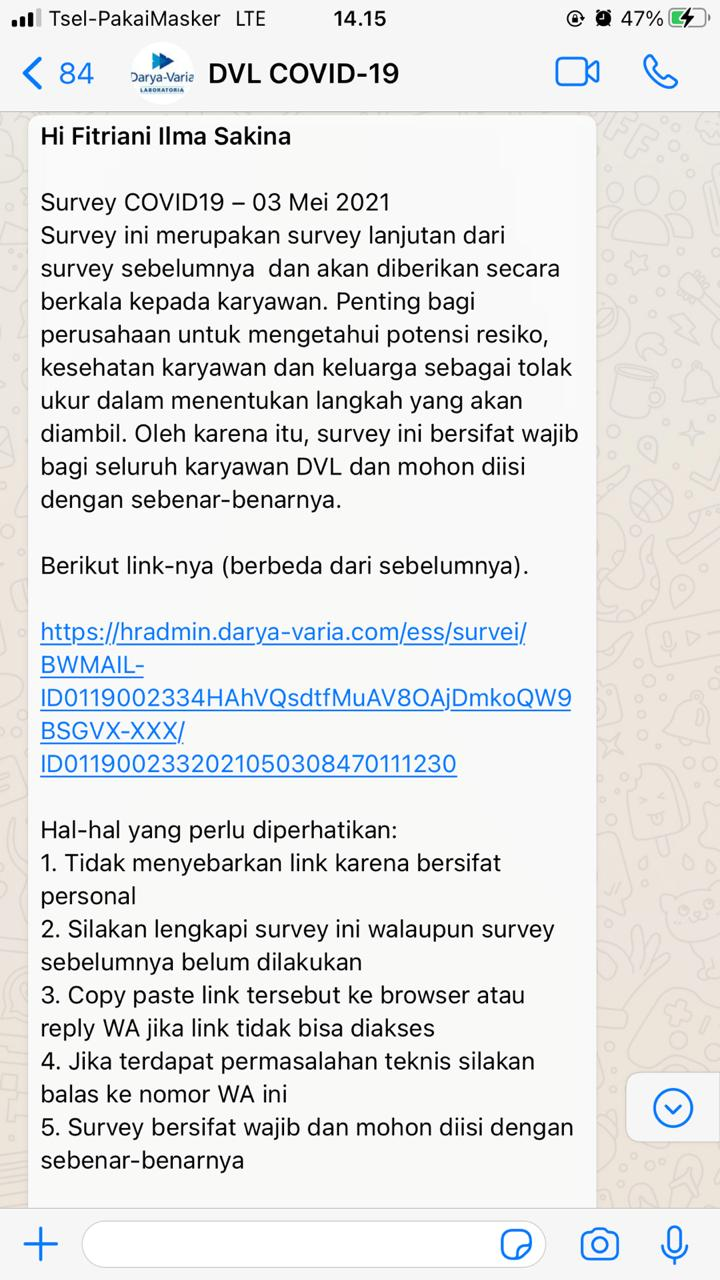 Tsel-PakaiMasker LTE 14.15 47%
84 Darya-Varia LABORATORIA DVL COVID-19
Hi Fitriani Ilma Sakina
Survey COVID19 – 03 Mei 2021
Survey ini merupakan survey lanjutan dari
survey sebelumnya dan akan diberikan secara
berkala kepada karyawan. Penting bagi
perusahaan untuk mengetahui potensi resiko,
kesehatan karyawan dan keluarga sebagai tolak
ukur dalam menentukan langkah yang akan
diambil. Oleh karena itu, survey ini bersifat wajib
bagi seluruh karyawan DVL dan mohon diisi
dengan sebenar-benarnya.
Berikut link-nya (berbeda dari sebelumnya).
https://hradmin.darya-varia.com/ess/survei/
BWMAIL-
ID0119002334HAhVQsdtfMuAV8OAjDmkoQW9
BSGVX-XXX/
ID0119002332021050308470111230
Hal-hal yang perlu diperhatikan:
1. Tidak menyebarkan link karena bersifat
personal
2. Silakan lengkapi survey ini walaupun survey
sebelumnya belum dilakukan
3. Copy paste link tersebut ke browser atau
reply WA jika link tidak bisa diakses
4. Jika terdapat permasalahan teknis silakan
balas ke nomor WA ini
5. Survey bersifat wajib dan mohon diisi dengan
sebenar-benarnya